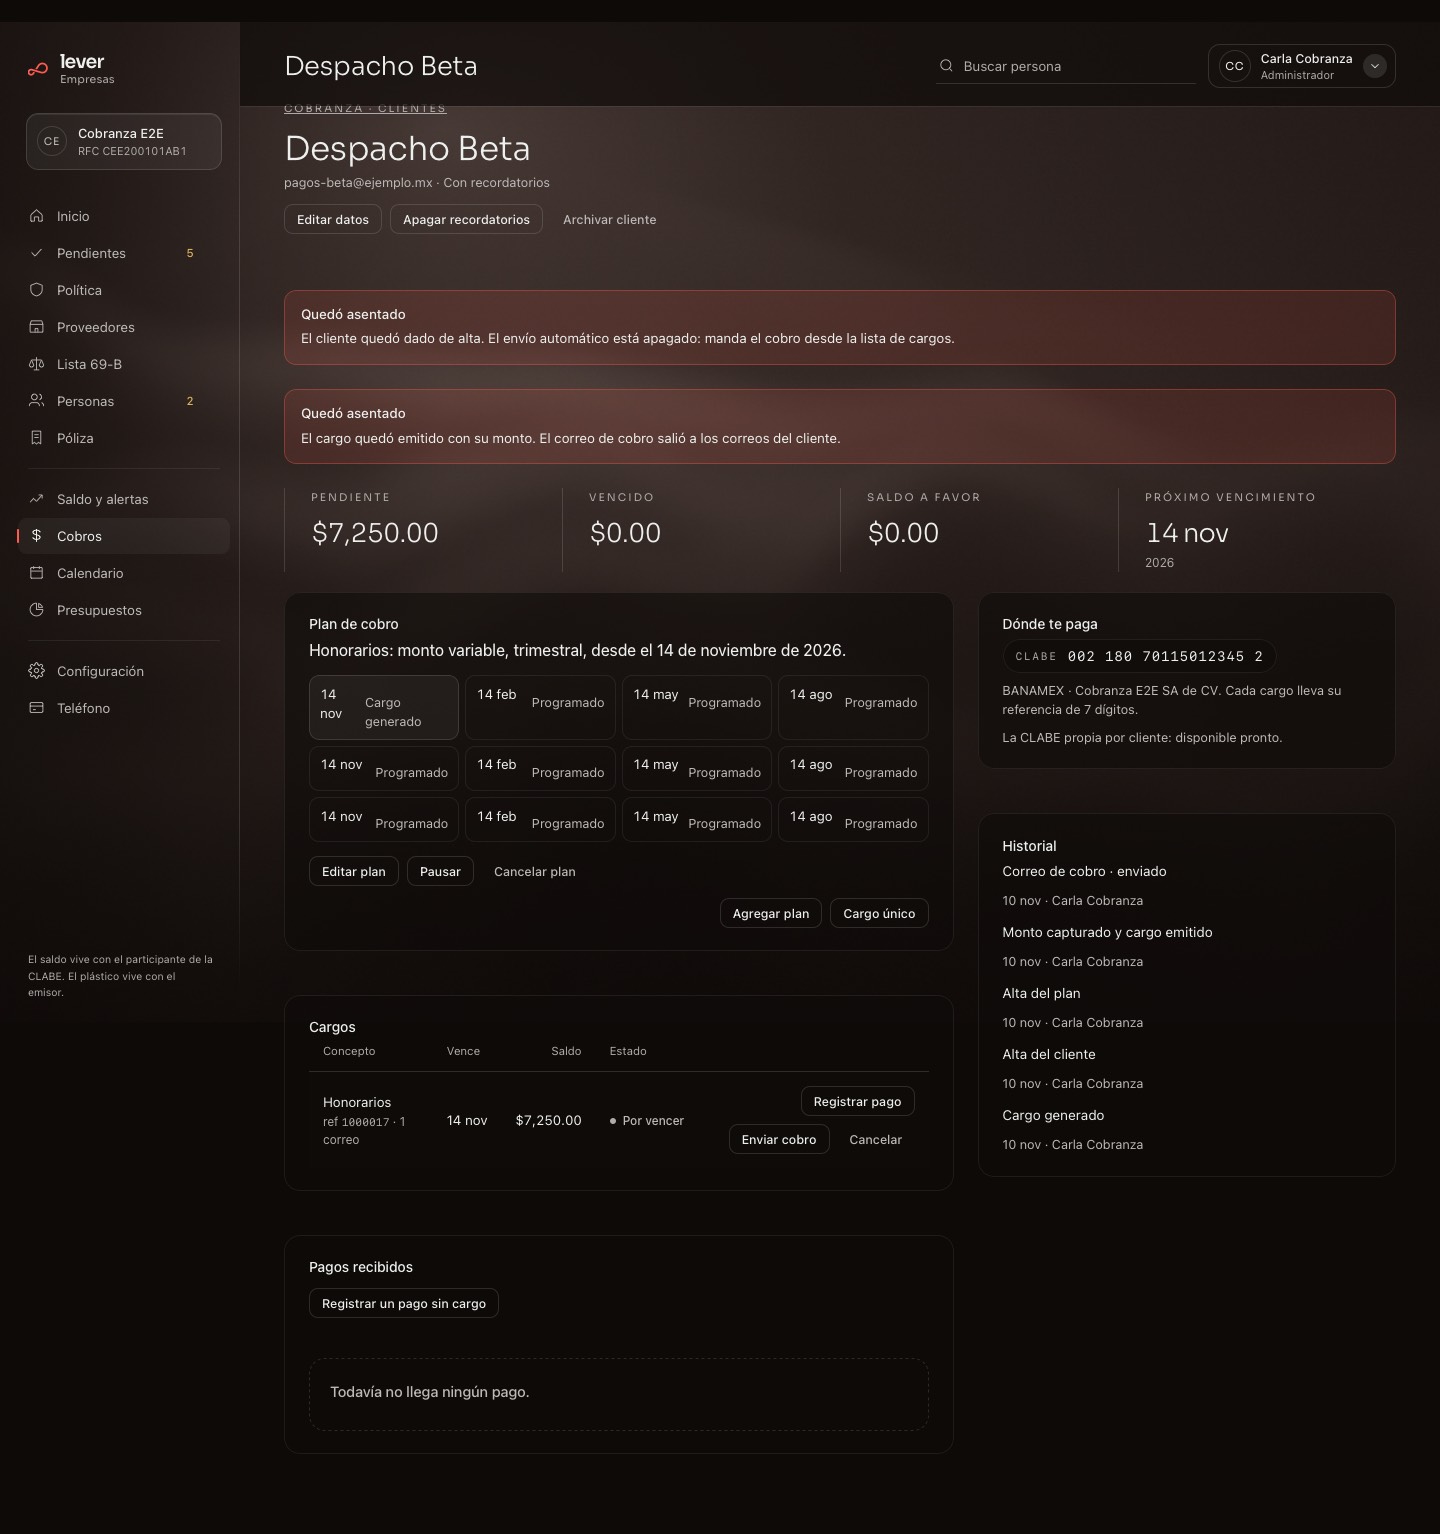 lever
Empresas
CE
Cobranza E2E
RFC CEE200101AB1
Inicio
Pendientes 5
Política
Proveedores
Lista 69-B
Personas 2
Póliza
Saldo y alertas
Cobros
Calendario
Presupuestos
Configuración
Teléfono
El saldo vive con el participante de la
CLABE. El plástico vive con el
emisor.
Despacho Beta
Buscar persona
CC
Carla Cobranza
Administrador
COBRANZA · CLIENTES
Despacho Beta
pagos-beta@ejemplo.mx · Con recordatorios
Editar datos
Apagar recordatorios
Archivar cliente
Quedó asentado
El cliente quedó dado de alta. El envío automático está apagado: manda el cobro desde la lista de cargos.
Quedó asentado
El cargo quedó emitido con su monto. El correo de cobro salió a los correos del cliente.
PENDIENTE
$7,250.00
VENCIDO
$0.00
SALDO A FAVOR
$0.00
PRÓXIMO VENCIMIENTO
14 nov
2026
Plan de cobro
Honorarios: monto variable, trimestral, desde el 14 de noviembre de 2026.
14
nov
Cargo
generado
14 feb Programado
14 may Programado
14 ago Programado
14 nov Programado
14 feb Programado
14 may Programado
14 ago Programado
14 nov Programado
14 feb Programado
14 may Programado
14 ago Programado
Editar plan
Pausar
Cancelar plan
Agregar plan
Cargo único
Cargos
Concepto Vence Saldo Estado
Honorarios
ref 1000017 · 1
correo
14 nov
$7,250.00
Por vencer
Registrar pago
Enviar cobro
Cancelar
Pagos recibidos
Registrar un pago sin cargo
Todavía no llega ningún pago.
Dónde te paga
CLABE 002 180 70115012345 2
BANAMEX · Cobranza E2E SA de CV. Cada cargo lleva su
referencia de 7 dígitos.
La CLABE propia por cliente: disponible pronto.
Historial
Correo de cobro · enviado
10 nov · Carla Cobranza
Monto capturado y cargo emitido
10 nov · Carla Cobranza
Alta del plan
10 nov · Carla Cobranza
Alta del cliente
10 nov · Carla Cobranza
Cargo generado
10 nov · Carla Cobranza